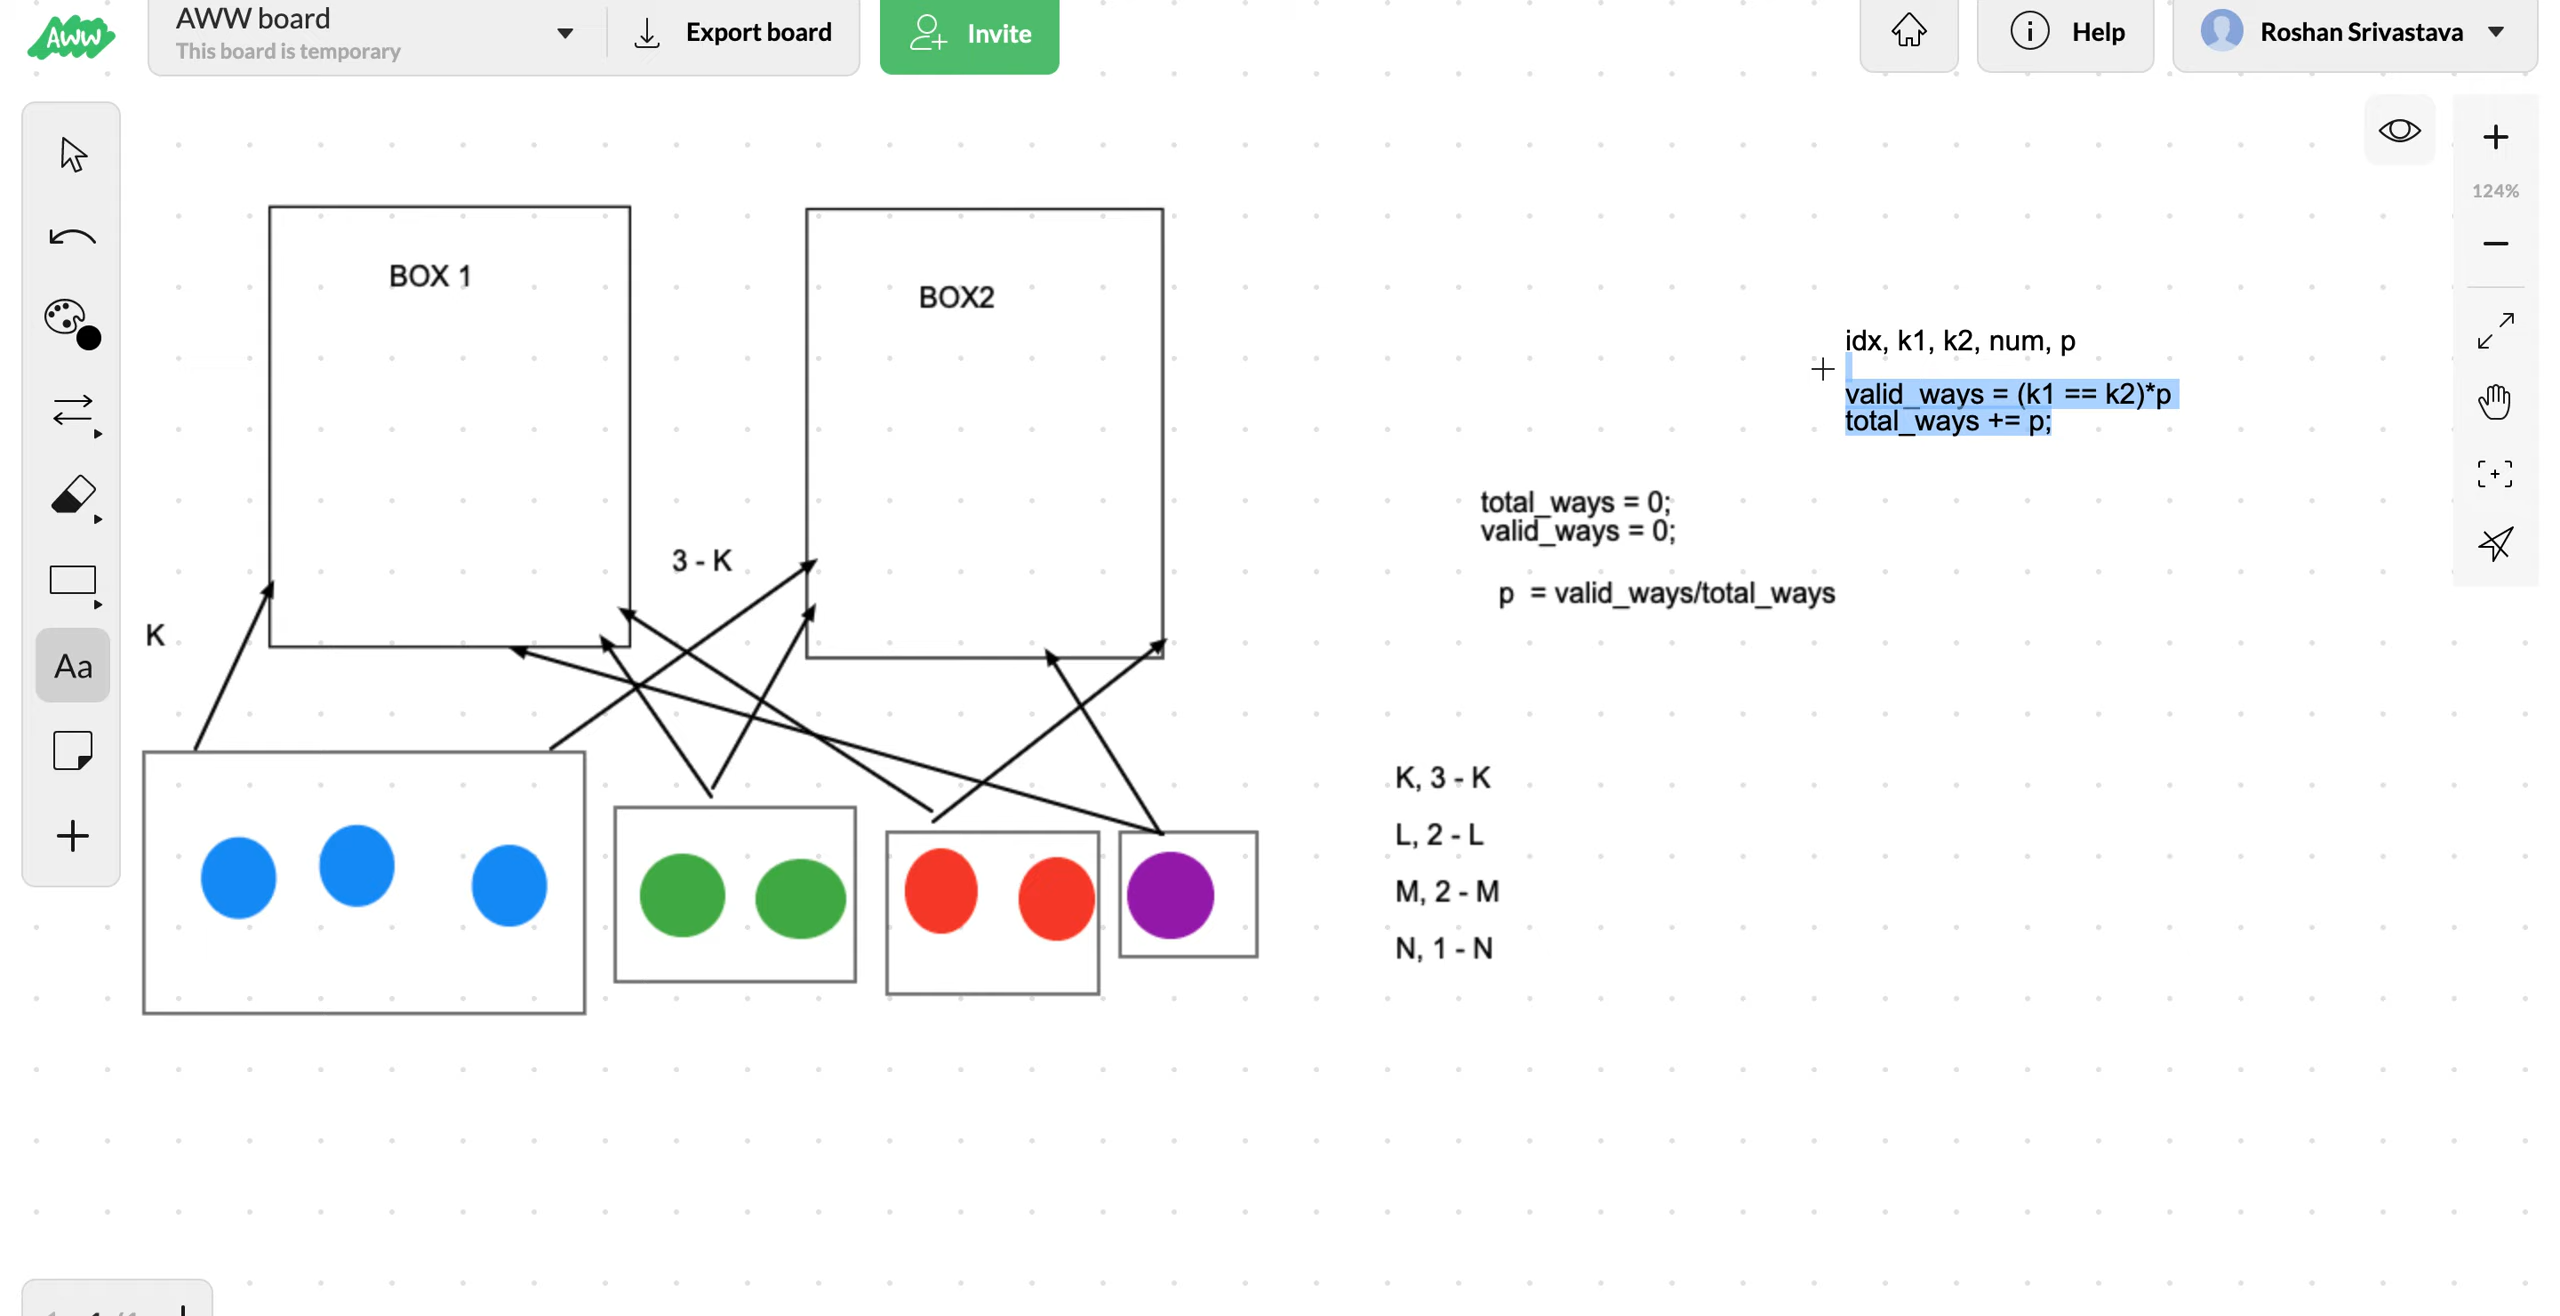 AWW
AWW board
This board is temporary
Export board
Invite
Help
Roshan Srivastava
124%
BOX 1
BOX2
idx, k1, k2, num, p
valid_ways = (k1 == k2)*p
total_ways += p;
total_ways = 0;
valid_ways = 0;
3 - K
p = valid_ways/total_ways
K
Aa
K, 3 - K
L, 2 - L
M, 2 - M
N, 1 - N